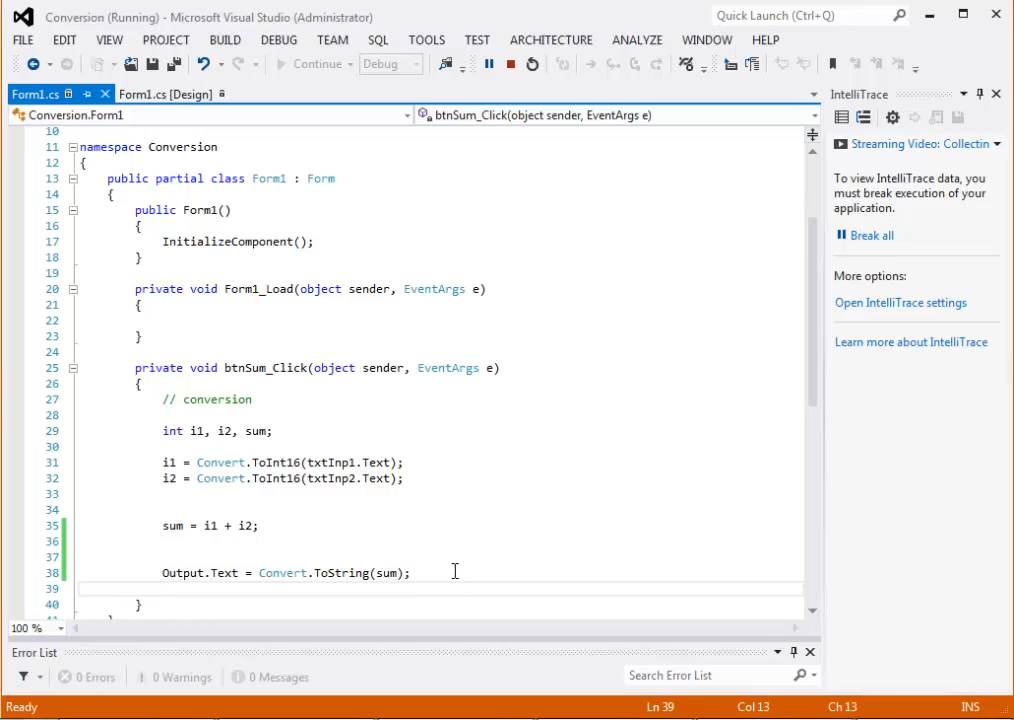 Conversion (Running) - Microsoft Visual Studio (Administrator)
Quick Launch (Ctrl+Q)
FILE EDIT VIEW PROJECT BUILD DEBUG TEAM SQL TOOLS TEST ARCHITECTURE ANALYZE WINDOW HELP
Continue Debug
Form1.cs Form1.cs [Design]
Conversion.Form1 btnSum_Click(object sender, EventArgs e)
10
11 namespace Conversion
12 {
13 public partial class Form1 : Form
14 {
15 public Form1()
16 {
17 InitializeComponent();
18 }
19
20 private void Form1_Load(object sender, EventArgs e)
21 {
22
23 }
24
25 private void btnSum_Click(object sender, EventArgs e)
26 {
27 // conversion
28
29 int i1, i2, sum;
30
31 i1 = Convert.ToInt16(txtInp1.Text);
32 i2 = Convert.ToInt16(txtInp2.Text);
33
34
35 sum = i1 + i2;
36
37
38 Output.Text = Convert.ToString(sum);
39
40 }
100 %
IntelliTrace
Streaming Video: Collectin
To view IntelliTrace data, you
must break execution of your
application.
Break all
More options:
Open IntelliTrace settings
Learn more about IntelliTrace
Error List
0 Errors 0 Warnings 0 Messages
Search Error List
Ready Ln 39 Col 13 Ch 13 INS